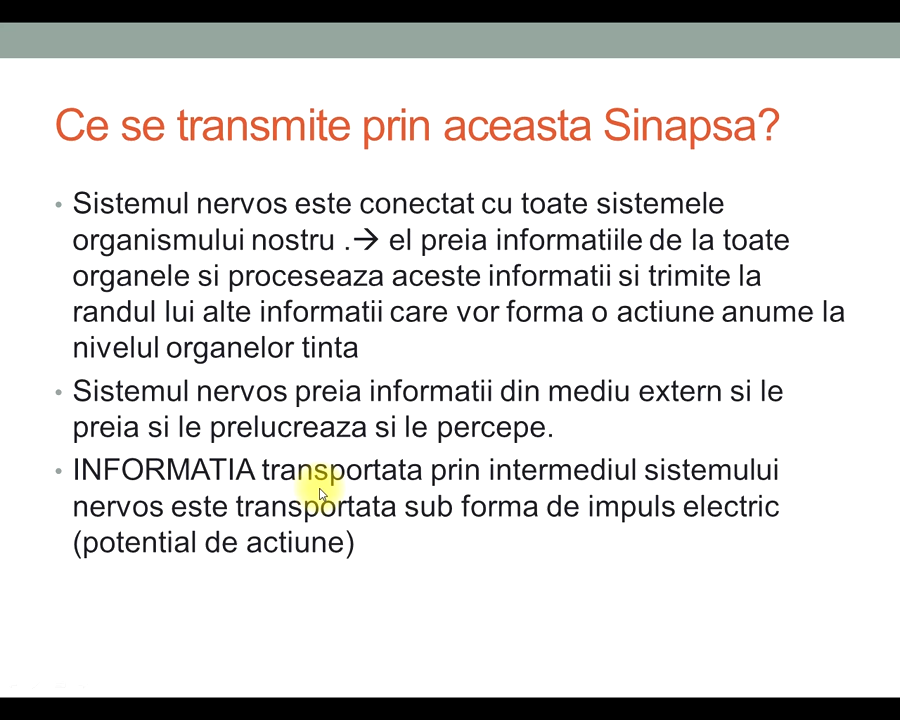 Ce se transmite prin aceasta Sinapsa?
• Sistemul nervos este conectat cu toate sistemele
organismului nostru .→ el preia informatiile de la toate
organele si proceseaza aceste informatii si trimite la
randul lui alte informatii care vor forma o actiune anume la
nivelul organelor tinta
• Sistemul nervos preia informatii din mediu extern si le
preia si le prelucreaza si le percepe.
• INFORMATIA transportata prin intermediul sistemului
nervos este transportata sub forma de impuls electric
(potential de actiune)